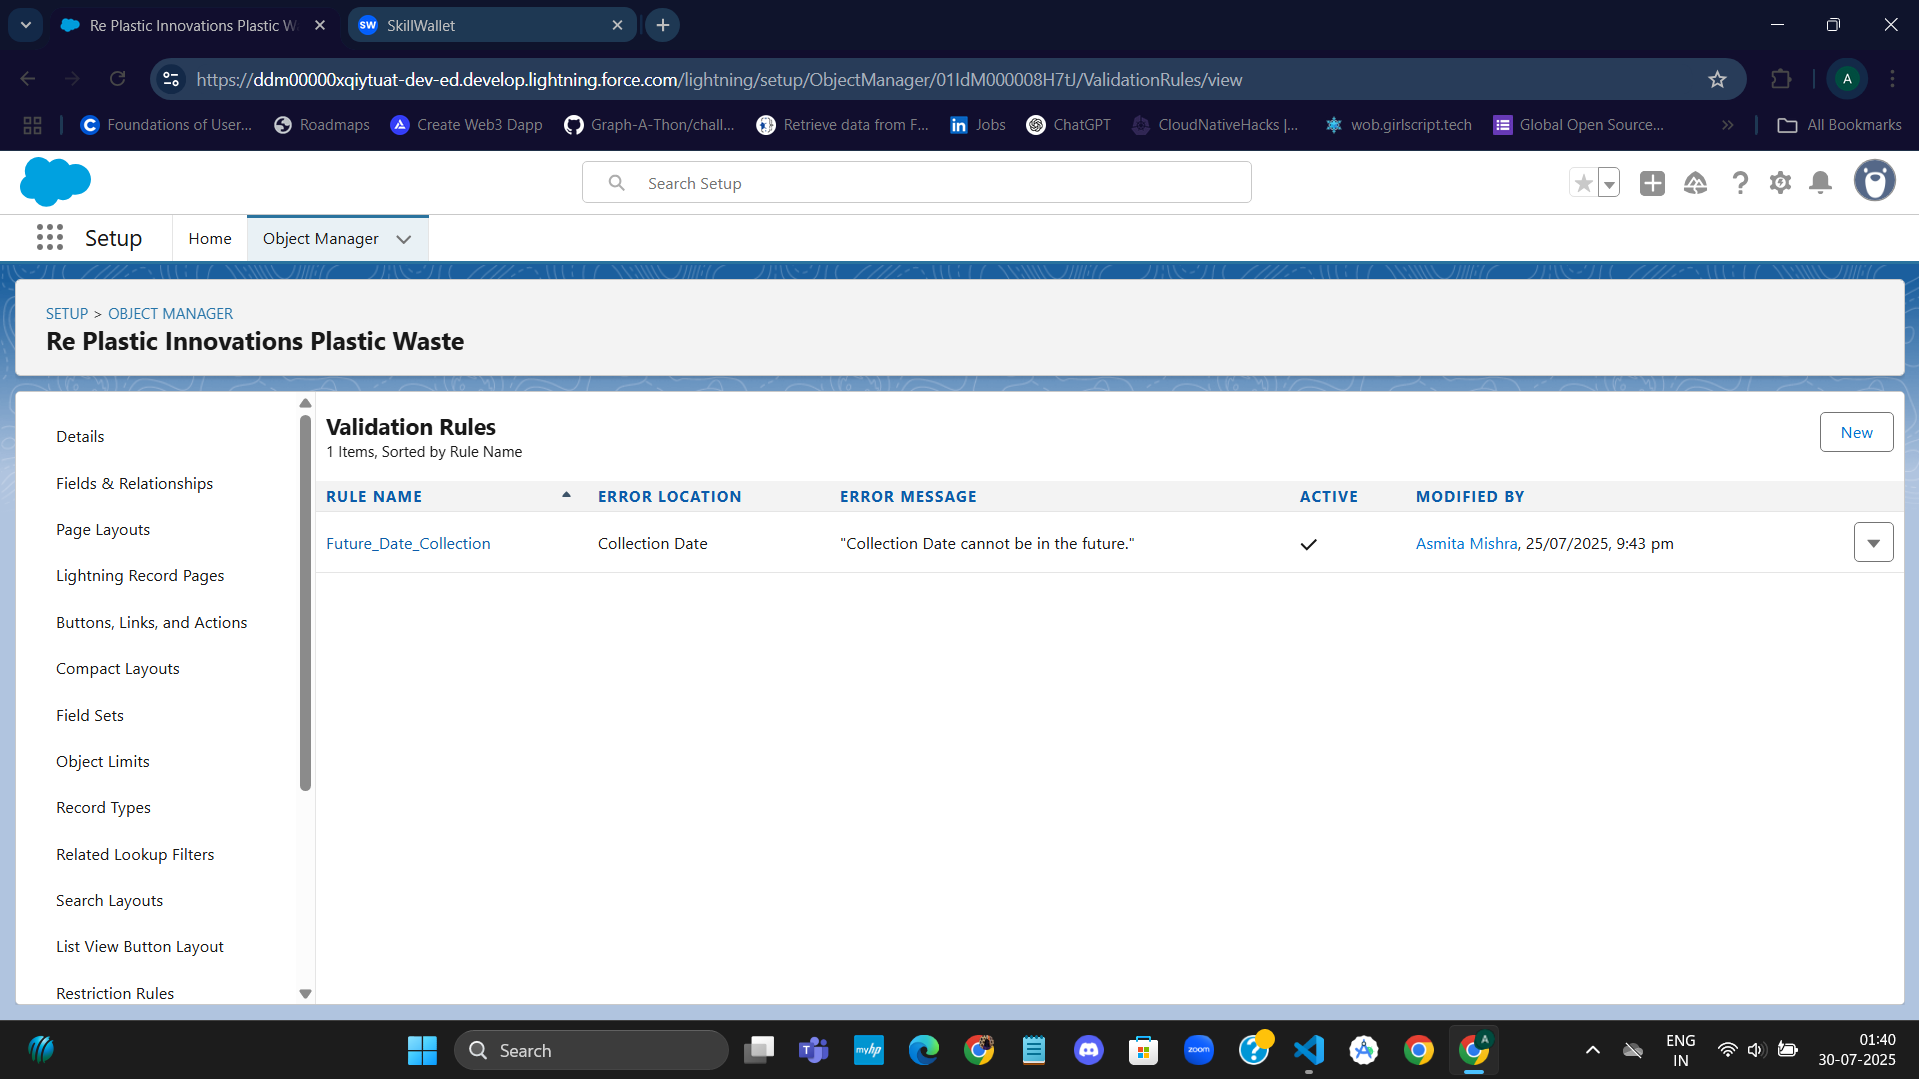 Re Plastic Innovations Plastic W
SW SkillWallet
https://ddm00000xqiytuat-dev-ed.develop.lightning.force.com/lightning/setup/ObjectManager/01IdM000008H7tJ/ValidationRules/view
A
Foundations of User... Roadmaps Create Web3 Dapp Graph-A-Thon/chall... Retrieve data from F... Jobs ChatGPT CloudNativeHacks |... wob.girlscript.tech Global Open Source... All Bookmarks
Search Setup
Setup Home Object Manager
SETUP > OBJECT MANAGER
Re Plastic Innovations Plastic Waste
Details
Fields & Relationships
Page Layouts
Lightning Record Pages
Buttons, Links, and Actions
Compact Layouts
Field Sets
Object Limits
Record Types
Related Lookup Filters
Search Layouts
List View Button Layout
Restriction Rules
Validation Rules
1 Items, Sorted by Rule Name
New
RULE NAME ERROR LOCATION ERROR MESSAGE ACTIVE MODIFIED BY
Future_Date_Collection Collection Date "Collection Date cannot be in the future." Asmita Mishra, 25/07/2025, 9:43 pm
Search
myhp
zoom
A
ENG
IN
01:40
30-07-2025